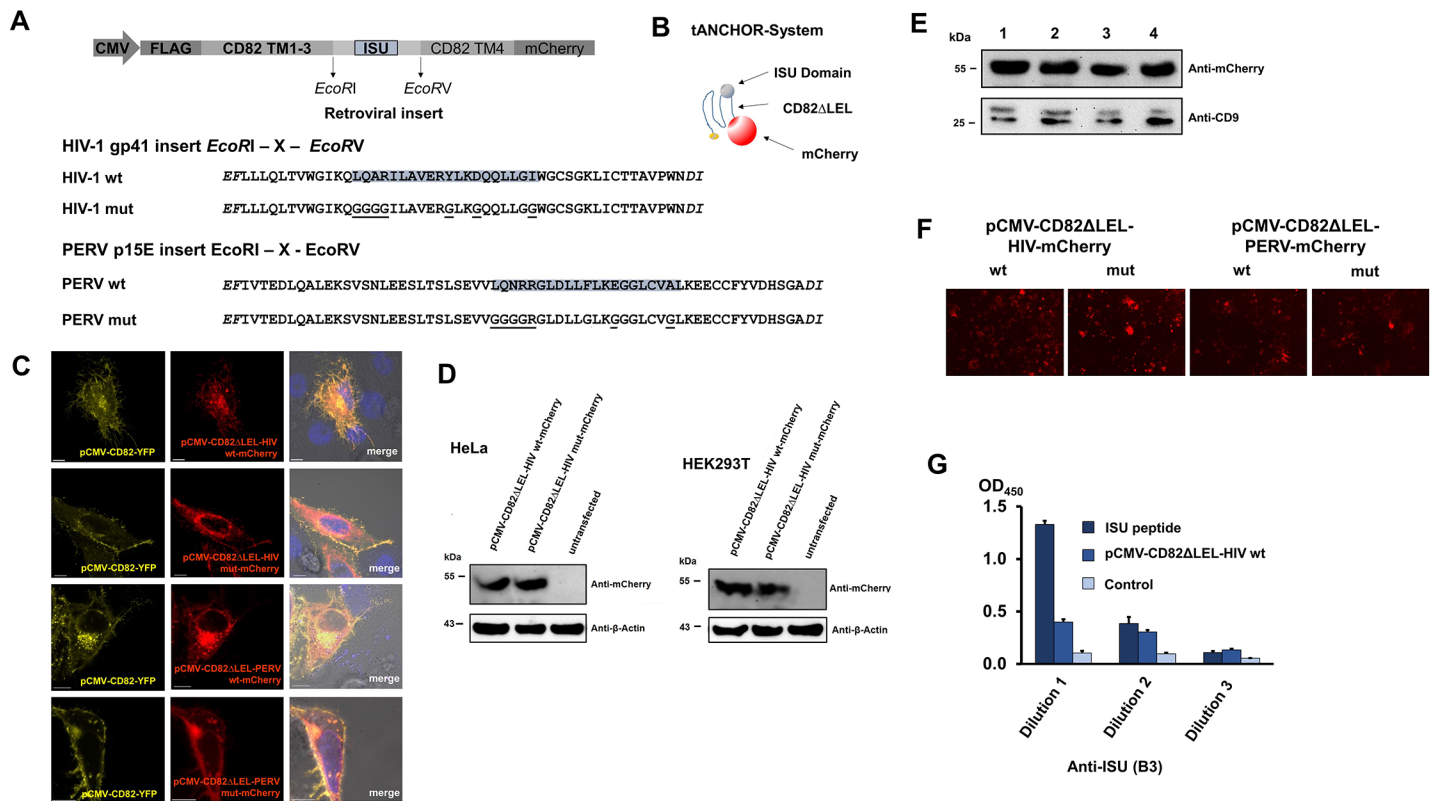 A
CMV FLAG CD82 TM1-3 ISU CD82 TM4 mCherry
EcoRI EcoRV
Retroviral insert
HIV-1 gp41 insert EcoRI – X – EcoRV
HIV-1 wt EFLLLQLTVWGIKQLQARILAVERYLKDQQLLGIWGCSGKLICTTAVPWNDI
HIV-1 mut EFLLLQLTVWGIKQGGGGILAVERGLKGQQLLGGWGCSGKLICTTAVPWNDI
PERV p15E insert EcoRI – X - EcoRV
PERV wt EFIVTEDLQALEKSVSNLEESLTSLSEVVLQNRRGLDLLFLKEGGLCVALKEECCFYVDHSGADI
PERV mut EFIVTEDLQALEKSVSNLEESLTSLSEVVGGGGRGLDLLGLKGGGLCVGLKEECCFYVDHSGADI
B
tANCHOR-System
ISU Domain
CD82ΔLEL
mCherry
C
pCMV-CD82-YFP
pCMV-CD82ΔLEL-HIV
wt-mCherry
merge
pCMV-CD82-YFP
pCMV-CD82ΔLEL-HIV
mut-mCherry
merge
pCMV-CD82-YFP
pCMV-CD82ΔLEL-PERV
wt-mCherry
merge
pCMV-CD82-YFP
pCMV-CD82ΔLEL-PERV
mut-mCherry
merge
D
HeLa
pCMV-CD82ΔLEL-HIV wt-mCherry
pCMV-CD82ΔLEL-HIV mut-mCherry
untransfected
kDa
55
Anti-mCherry
43
Anti-β-Actin
HEK293T
pCMV-CD82ΔLEL-HIV wt-mCherry
pCMV-CD82ΔLEL-HIV mut-mCherry
untransfected
kDa
55
Anti-mCherry
43
Anti-β-Actin
E
kDa 1 2 3 4
55
Anti-mCherry
25
Anti-CD9
F
pCMV-CD82ΔLEL-
HIV-mCherry
pCMV-CD82ΔLEL-
PERV-mCherry
wt mut wt mut
G
OD450
1.5
1.0
0.5
0.0
ISU peptide
pCMV-CD82ΔLEL-HIV wt
Control
Dilution 1
Dilution 2
Dilution 3
Anti-ISU (B3)